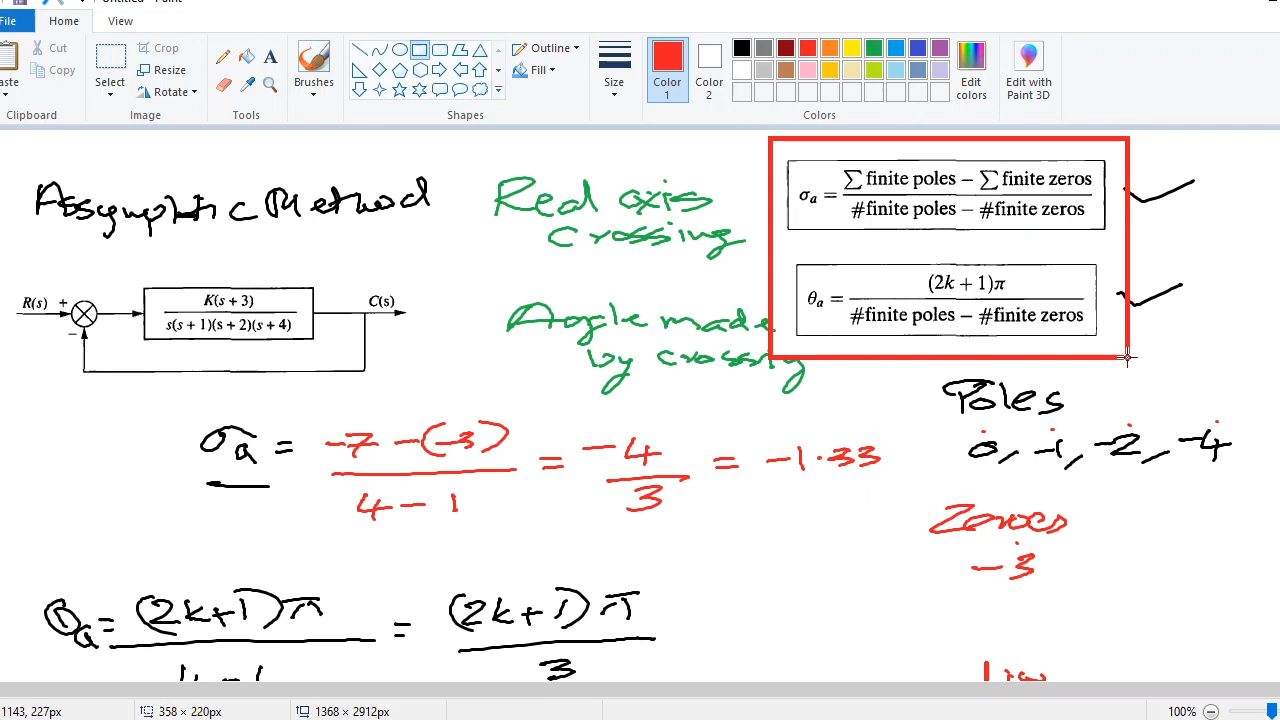 Untitled - Paint
File
Home
View
Paste
Cut
Copy
Clipboard
Select
Crop
Resize
Rotate
Image
Tools
Brushes
Shapes
Outline
Fill
Size
Color 1
Color 2
Colors
Edit colors
Edit with Paint 3D
Assymptotic Method
Real axis
Crossing
σₐ = (∑ finite poles − ∑ finite zeros) / (#finite poles − #finite zeros)
Angle made
by crossing
θₐ = (2k + 1)π / (#finite poles − #finite zeros)
R(s) + −
K(s + 3)
s(s + 1)(s + 2)(s + 4)
C(s)
Poles
0, -1, -2, -4
σₐ = (-7 - (-3)) / (4 - 1) = -4 / 3 = -1.33
Zeroes
-3
θₐ = (2k+1)π / (4-1) = (2k+1)π / 3
1143, 227px
358 × 220px
1368 × 2912px
100%